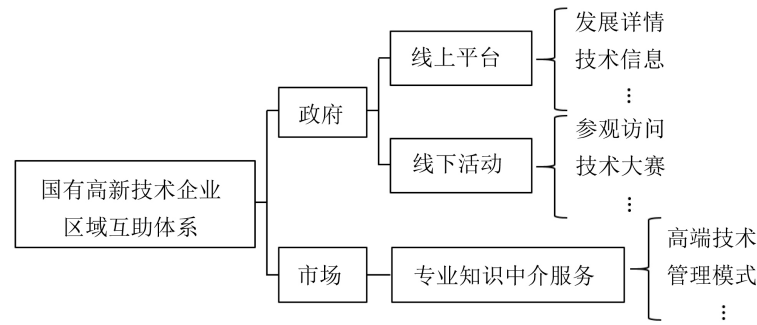 国有高新技术企业
区域互助体系
政府
线上平台
发展详情
技术信息
⋮
线下活动
参观访问
技术大赛
⋮
市场
专业知识中介服务
高端技术
管理模式
⋮